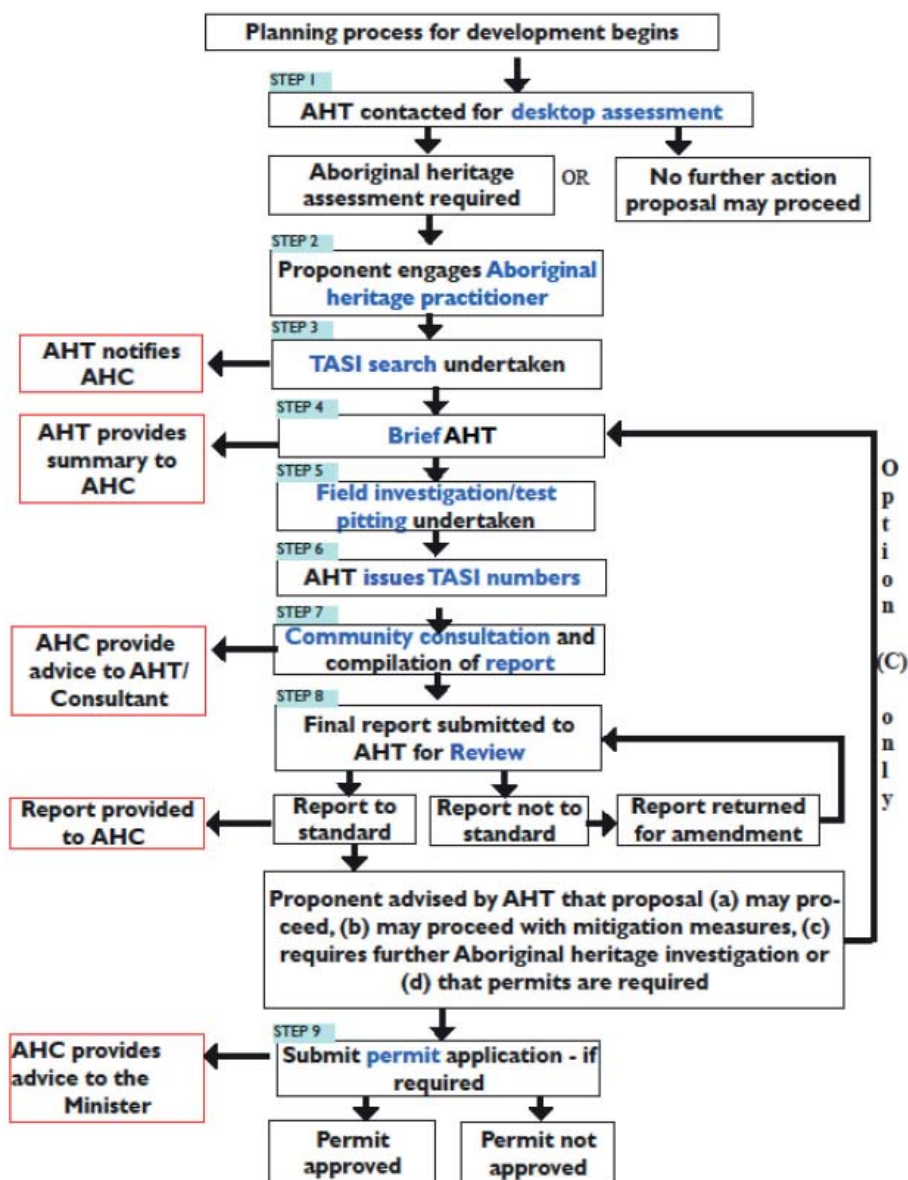 Planning process for development begins
STEP 1
AHT contacted for desktop assessment
Aboriginal heritage
assessment required
OR
No further action
proposal may proceed
STEP 2
Proponent engages Aboriginal
heritage practitioner
STEP 3
AHT notifies
AHC
TASI search undertaken
STEP 4
AHT provides
summary to
AHC
Brief AHT
STEP 5
Field investigation/test
pitting undertaken
STEP 6
AHT issues TASI numbers
STEP 7
AHC provide
advice to AHT/
Consultant
Community consultation and
compilation of report
STEP 8
Final report submitted to
AHT for Review
Report provided
to AHC
Report to
standard
Report not to
standard
Report returned
for amendment
Option (C) only
Proponent advised by AHT that proposal (a) may pro-
ceed, (b) may proceed with mitigation measures, (c)
requires further Aboriginal heritage investigation or
(d) that permits are required
STEP 9
AHC provides
advice to the
Minister
Submit permit application - if
required
Permit
approved
Permit not
approved